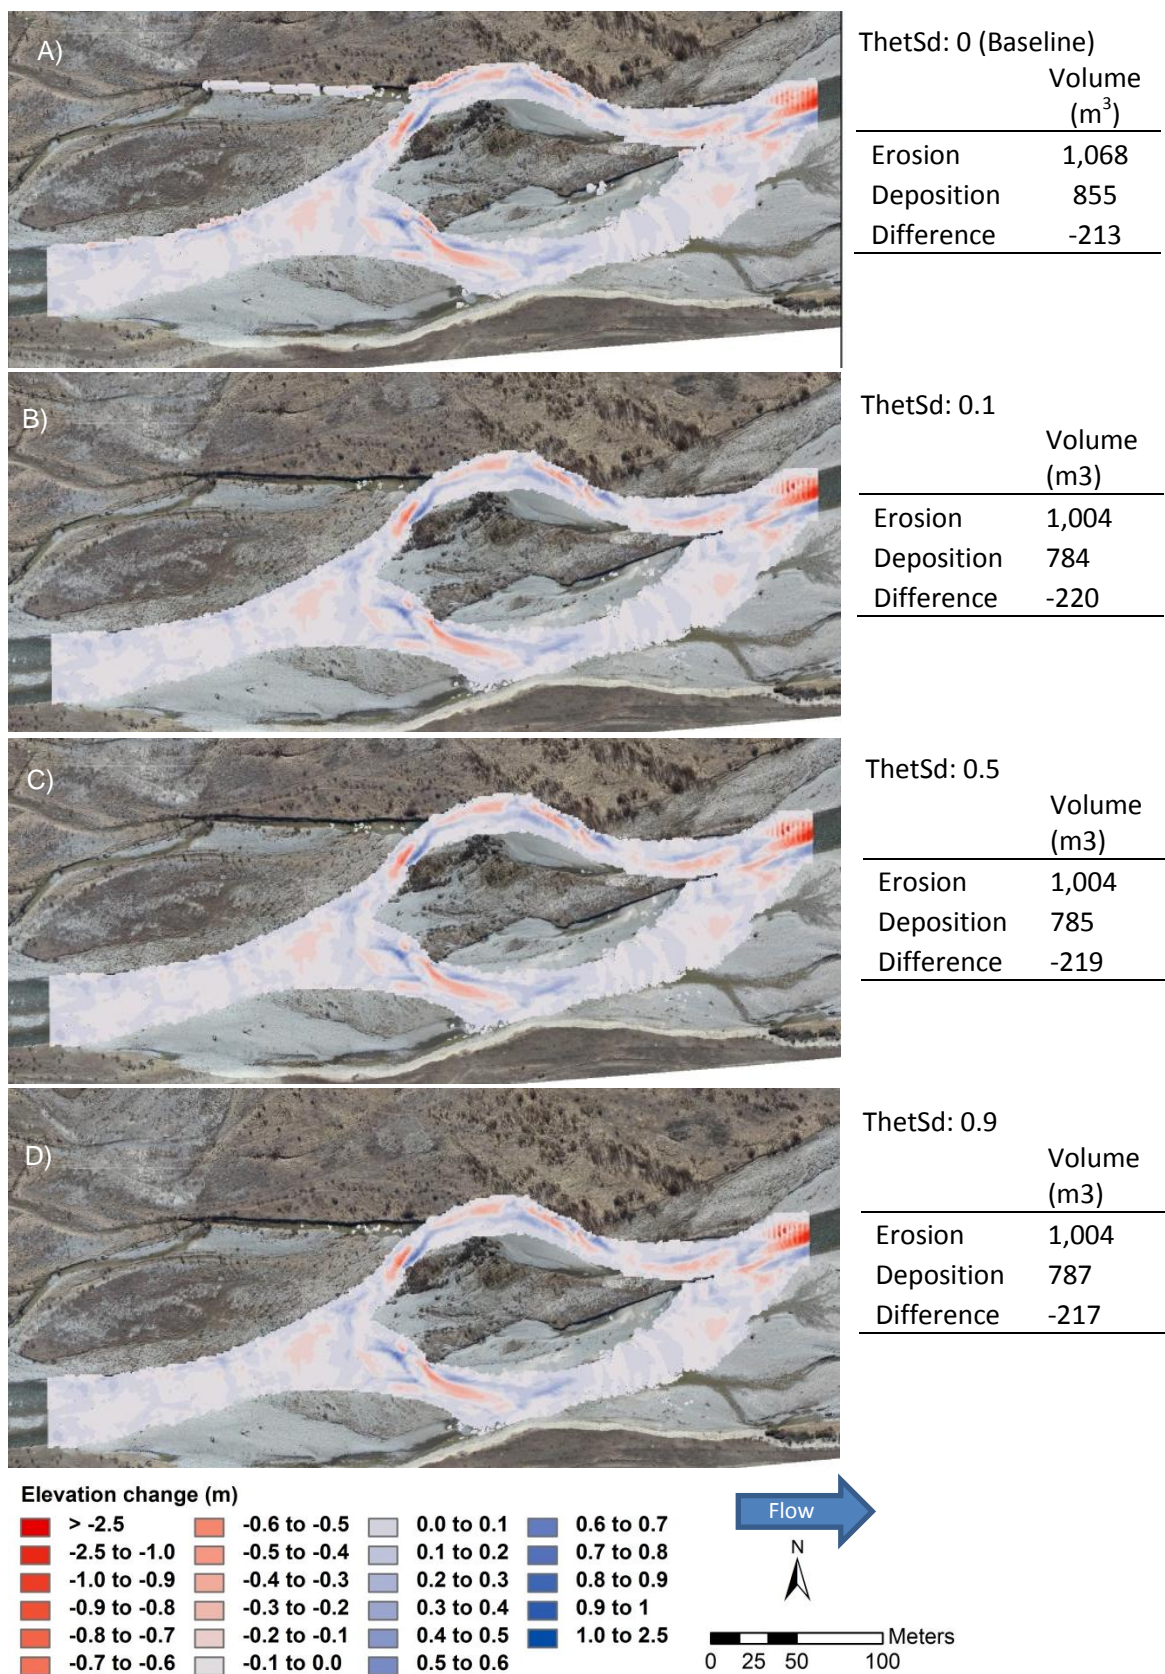 A)
ThetSd: 0 (Baseline)
Volume
(m³)
Erosion 1,068
Deposition 855
Difference -213
B)
ThetSd: 0.1
Volume
(m3)
Erosion 1,004
Deposition 784
Difference -220
C)
ThetSd: 0.5
Volume
(m3)
Erosion 1,004
Deposition 785
Difference -219
D)
ThetSd: 0.9
Volume
(m3)
Erosion 1,004
Deposition 787
Difference -217
Elevation change (m)
> -2.5 -0.6 to -0.5 0.0 to 0.1 0.6 to 0.7
-2.5 to -1.0 -0.5 to -0.4 0.1 to 0.2 0.7 to 0.8
-1.0 to -0.9 -0.4 to -0.3 0.2 to 0.3 0.8 to 0.9
-0.9 to -0.8 -0.3 to -0.2 0.3 to 0.4 0.9 to 1
-0.8 to -0.7 -0.2 to -0.1 0.4 to 0.5 1.0 to 2.5
-0.7 to -0.6 -0.1 to 0.0 0.5 to 0.6
Flow
N
Meters
0 25 50 100